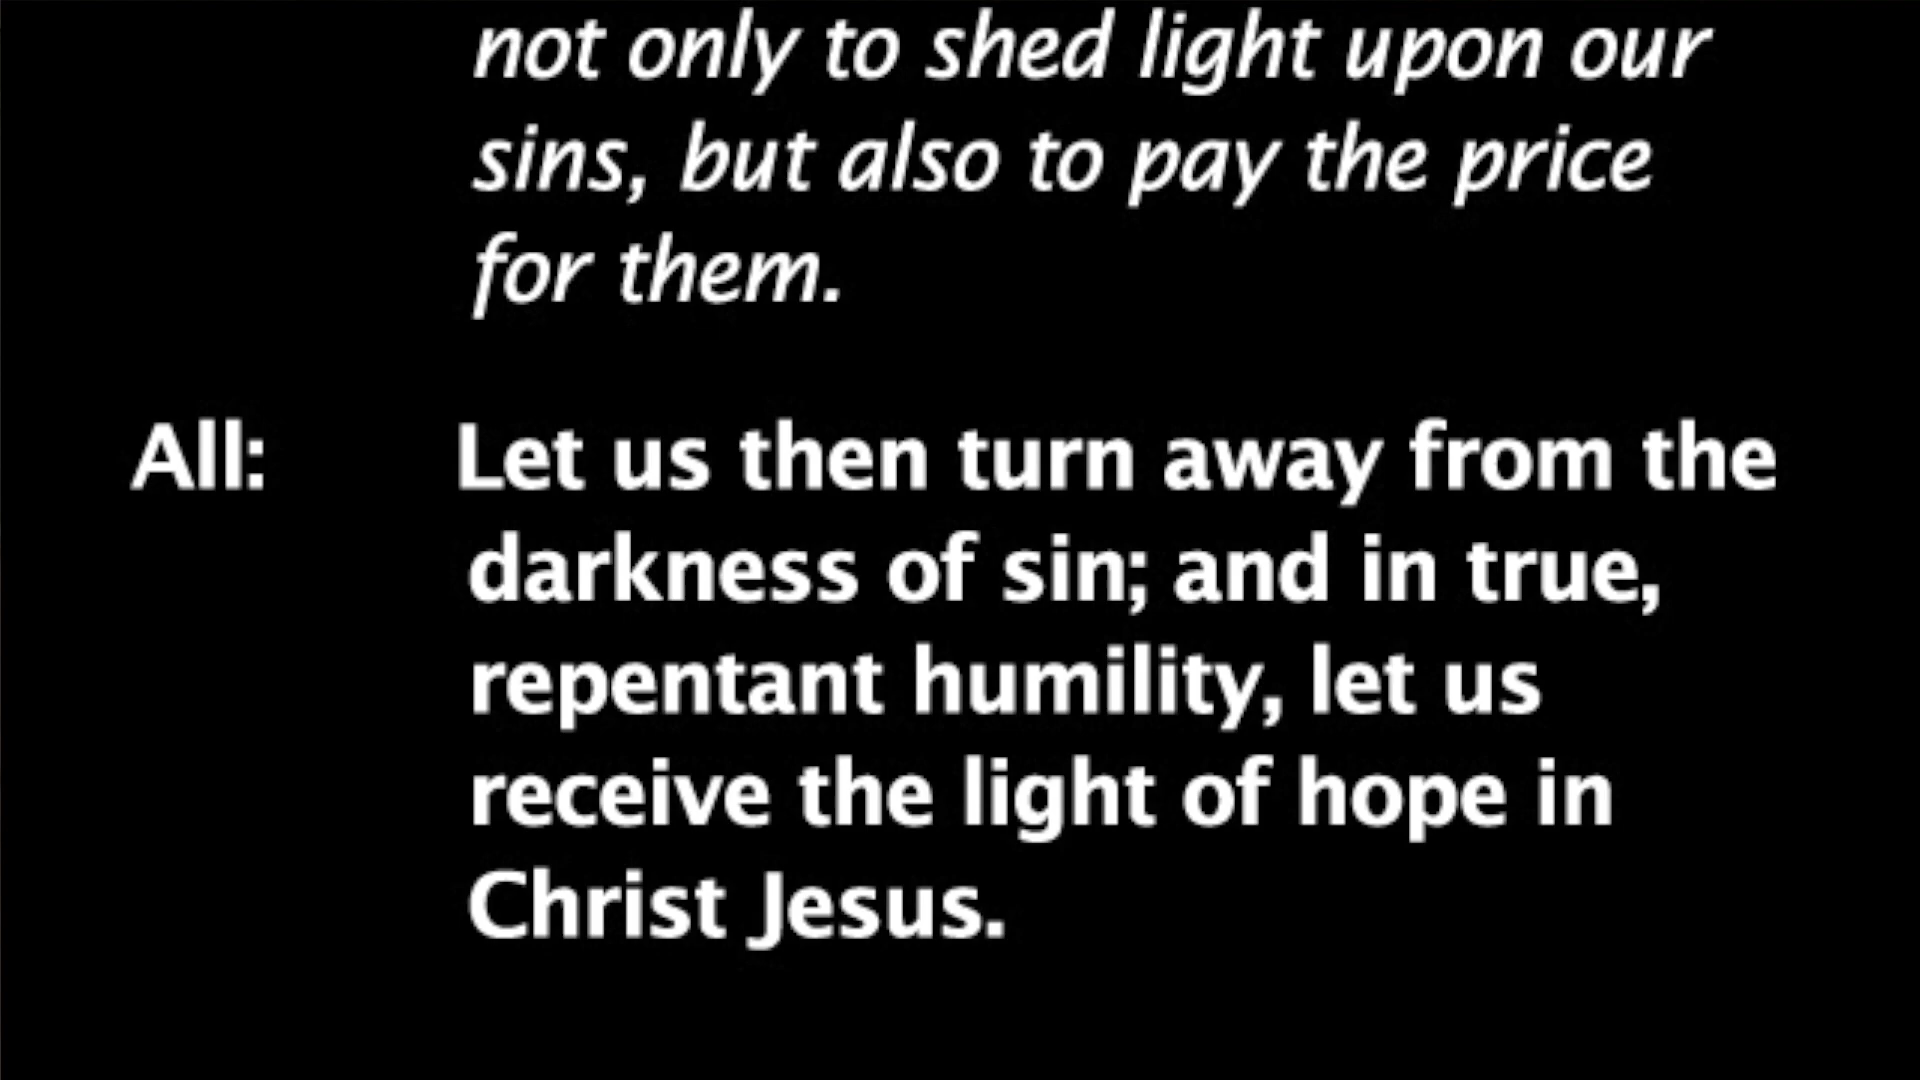 not only to shed light upon our
sins, but also to pay the price
for them.
All: Let us then turn away from the
darkness of sin; and in true,
repentant humility, let us
receive the light of hope in
Christ Jesus.